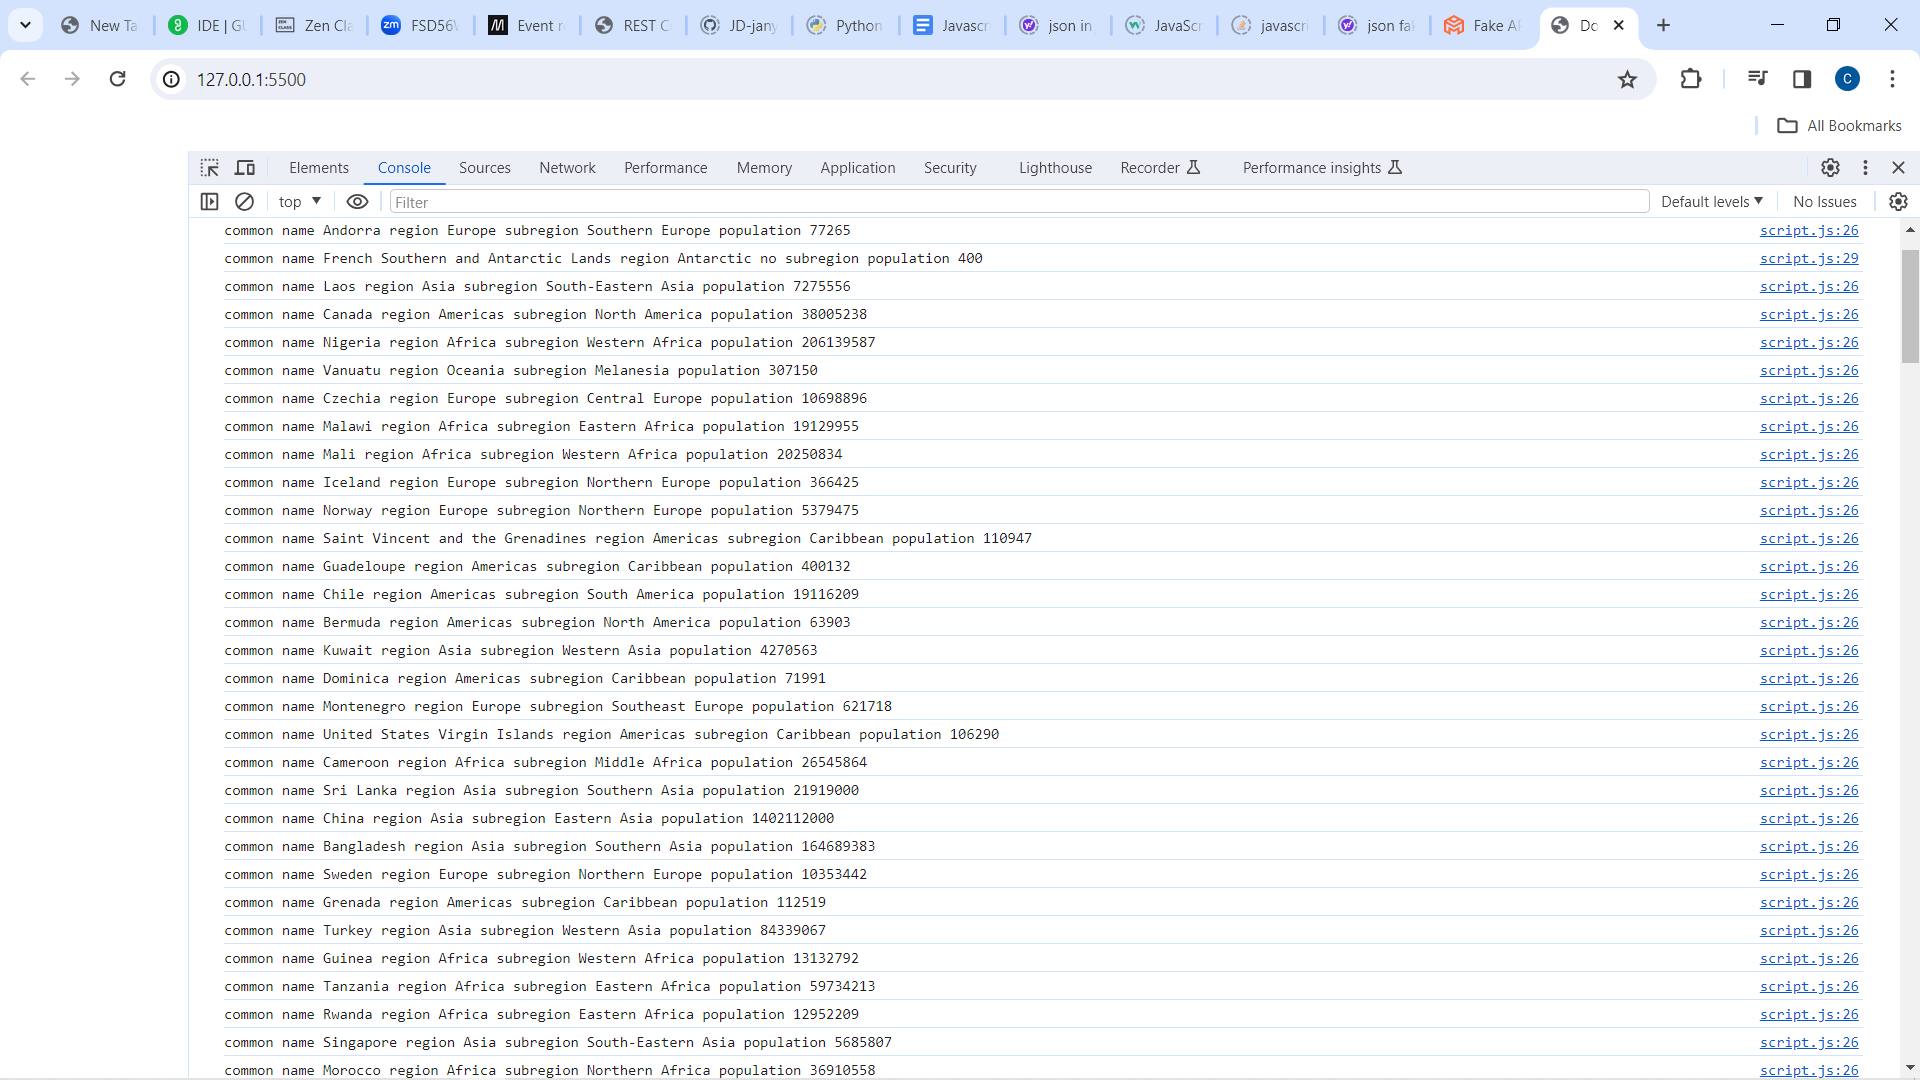 New Ta IDE | Gu Zen Cla FSD56W Event r REST C JD-jany Python Javascr json in JavaScr javascri json fak Fake AP Do
127.0.0.1:5500
All Bookmarks
Elements Console Sources Network Performance Memory Application Security Lighthouse Recorder Performance insights
top Filter Default levels No Issues
common name Andorra region Europe subregion Southern Europe population 77265 script.js:26
common name French Southern and Antarctic Lands region Antarctic no subregion population 400 script.js:29
common name Laos region Asia subregion South-Eastern Asia population 7275556 script.js:26
common name Canada region Americas subregion North America population 38005238 script.js:26
common name Nigeria region Africa subregion Western Africa population 206139587 script.js:26
common name Vanuatu region Oceania subregion Melanesia population 307150 script.js:26
common name Czechia region Europe subregion Central Europe population 10698896 script.js:26
common name Malawi region Africa subregion Eastern Africa population 19129955 script.js:26
common name Mali region Africa subregion Western Africa population 20250834 script.js:26
common name Iceland region Europe subregion Northern Europe population 366425 script.js:26
common name Norway region Europe subregion Northern Europe population 5379475 script.js:26
common name Saint Vincent and the Grenadines region Americas subregion Caribbean population 110947 script.js:26
common name Guadeloupe region Americas subregion Caribbean population 400132 script.js:26
common name Chile region Americas subregion South America population 19116209 script.js:26
common name Bermuda region Americas subregion North America population 63903 script.js:26
common name Kuwait region Asia subregion Western Asia population 4270563 script.js:26
common name Dominica region Americas subregion Caribbean population 71991 script.js:26
common name Montenegro region Europe subregion Southeast Europe population 621718 script.js:26
common name United States Virgin Islands region Americas subregion Caribbean population 106290 script.js:26
common name Cameroon region Africa subregion Middle Africa population 26545864 script.js:26
common name Sri Lanka region Asia subregion Southern Asia population 21919000 script.js:26
common name China region Asia subregion Eastern Asia population 1402112000 script.js:26
common name Bangladesh region Asia subregion Southern Asia population 164689383 script.js:26
common name Sweden region Europe subregion Northern Europe population 10353442 script.js:26
common name Grenada region Americas subregion Caribbean population 112519 script.js:26
common name Turkey region Asia subregion Western Asia population 84339067 script.js:26
common name Guinea region Africa subregion Western Africa population 13132792 script.js:26
common name Tanzania region Africa subregion Eastern Africa population 59734213 script.js:26
common name Rwanda region Africa subregion Eastern Africa population 12952209 script.js:26
common name Singapore region Asia subregion South-Eastern Asia population 5685807 script.js:26
common name Morocco region Africa subregion Northern Africa population 36910558 script.js:26